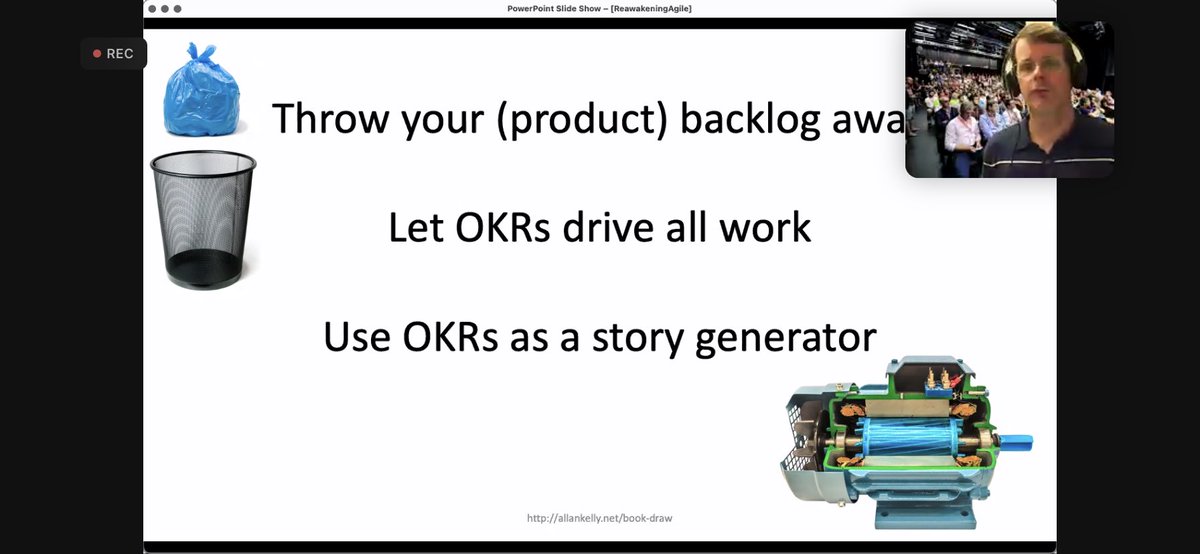 PowerPoint Slide Show – [ReawakeningAgile]
REC
Throw your (product) backlog awa
Let OKRs drive all work
Use OKRs as a story generator
http://allankelly.net/book-draw